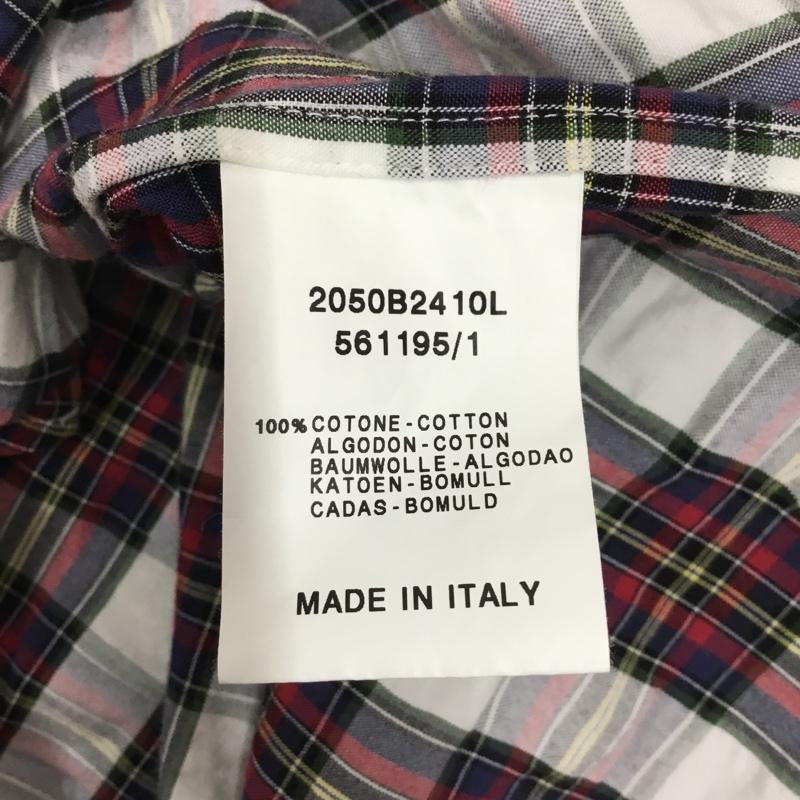 2050B2410L
561195/1
100% COTONE-COTTON
ALGODON-COTON
BAUMWOLLE-ALGODAO
KATOEN-BOMULL
CADAS-BOMULD
MADE IN ITALY